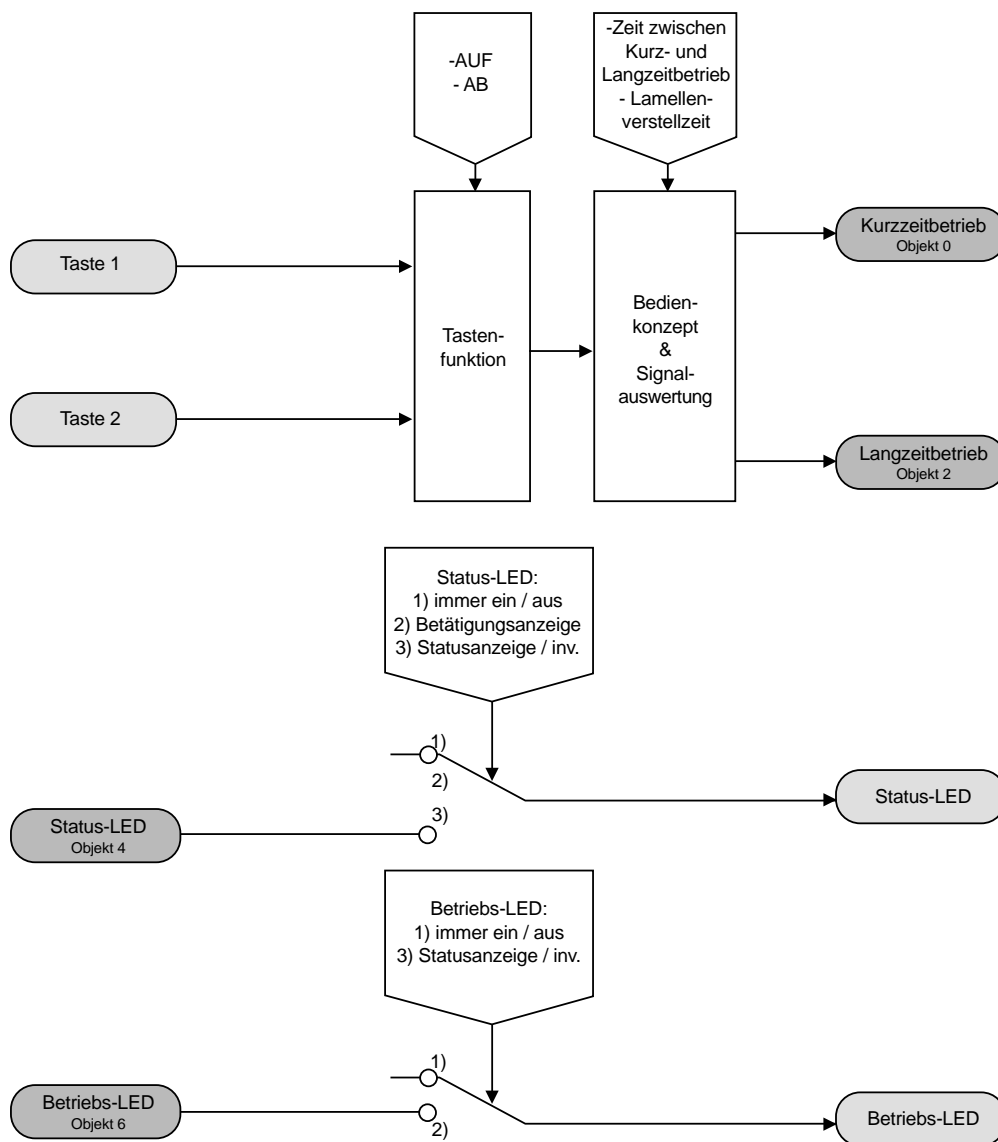 -AUF
- AB
-Zeit zwischen
Kurz- und
Langzeitbetrieb
- Lamellen-
verstellzeit
Taste 1
Taste 2
Tasten-
funktion
Bedien-
konzept
&
Signal-
auswertung
Kurzzeitbetrieb
Objekt 0
Langzeitbetrieb
Objekt 2
Status-LED:
1) immer ein / aus
2) Betätigungsanzeige
3) Statusanzeige / inv.
1)
2)
3)
Status-LED
Objekt 4
Status-LED
Betriebs-LED:
1) immer ein / aus
3) Statusanzeige / inv.
1)
2)
Betriebs-LED
Objekt 6
Betriebs-LED